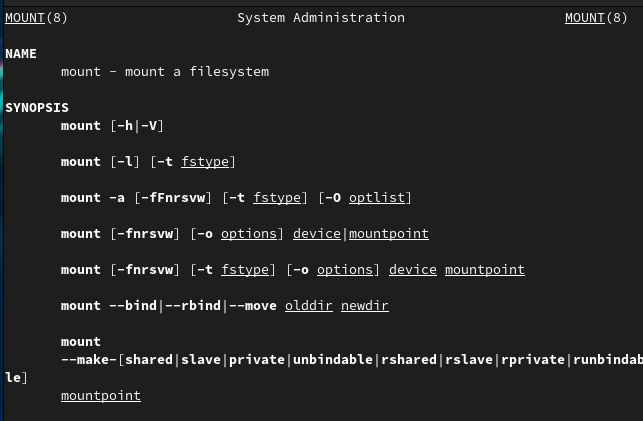 MOUNT(8) System Administration MOUNT(8)
NAME
mount - mount a filesystem
SYNOPSIS
mount [-h|-V]
mount [-l] [-t fstype]
mount -a [-fFnrsvw] [-t fstype] [-O optlist]
mount [-fnrsvw] [-o options] device|mountpoint
mount [-fnrsvw] [-t fstype] [-o options] device mountpoint
mount --bind|--rbind|--move olddir newdir
mount
--make-[shared|slave|private|unbindable|rshared|rslave|rprivate|runbindab
le]
mountpoint